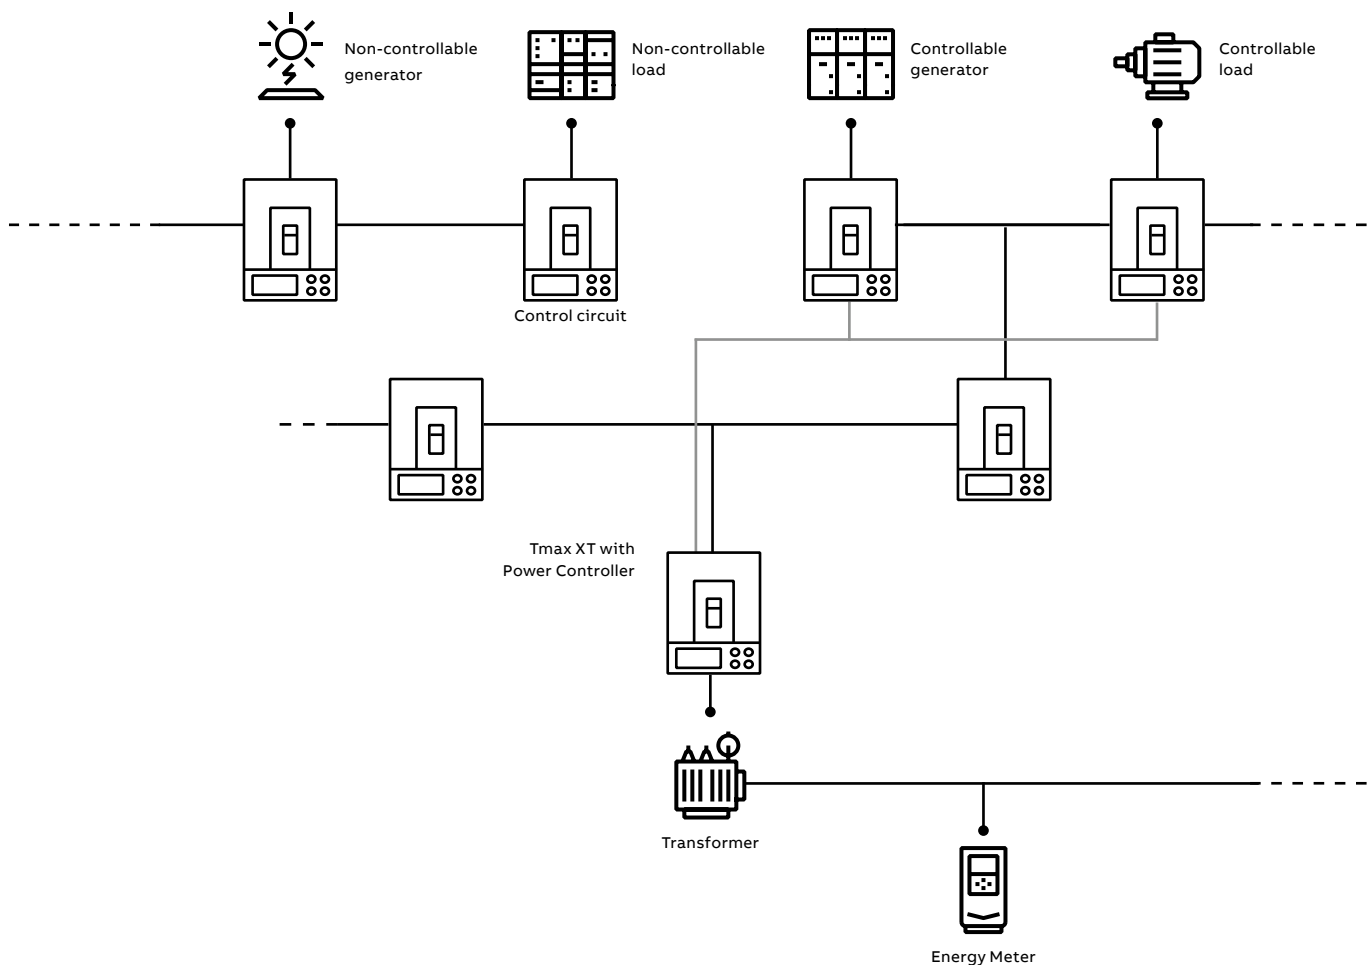 Non-controllable
generator
Non-controllable
load
Controllable
generator
Controllable
load
Control circuit
Tmax XT with
Power Controller
Transformer
Energy Meter